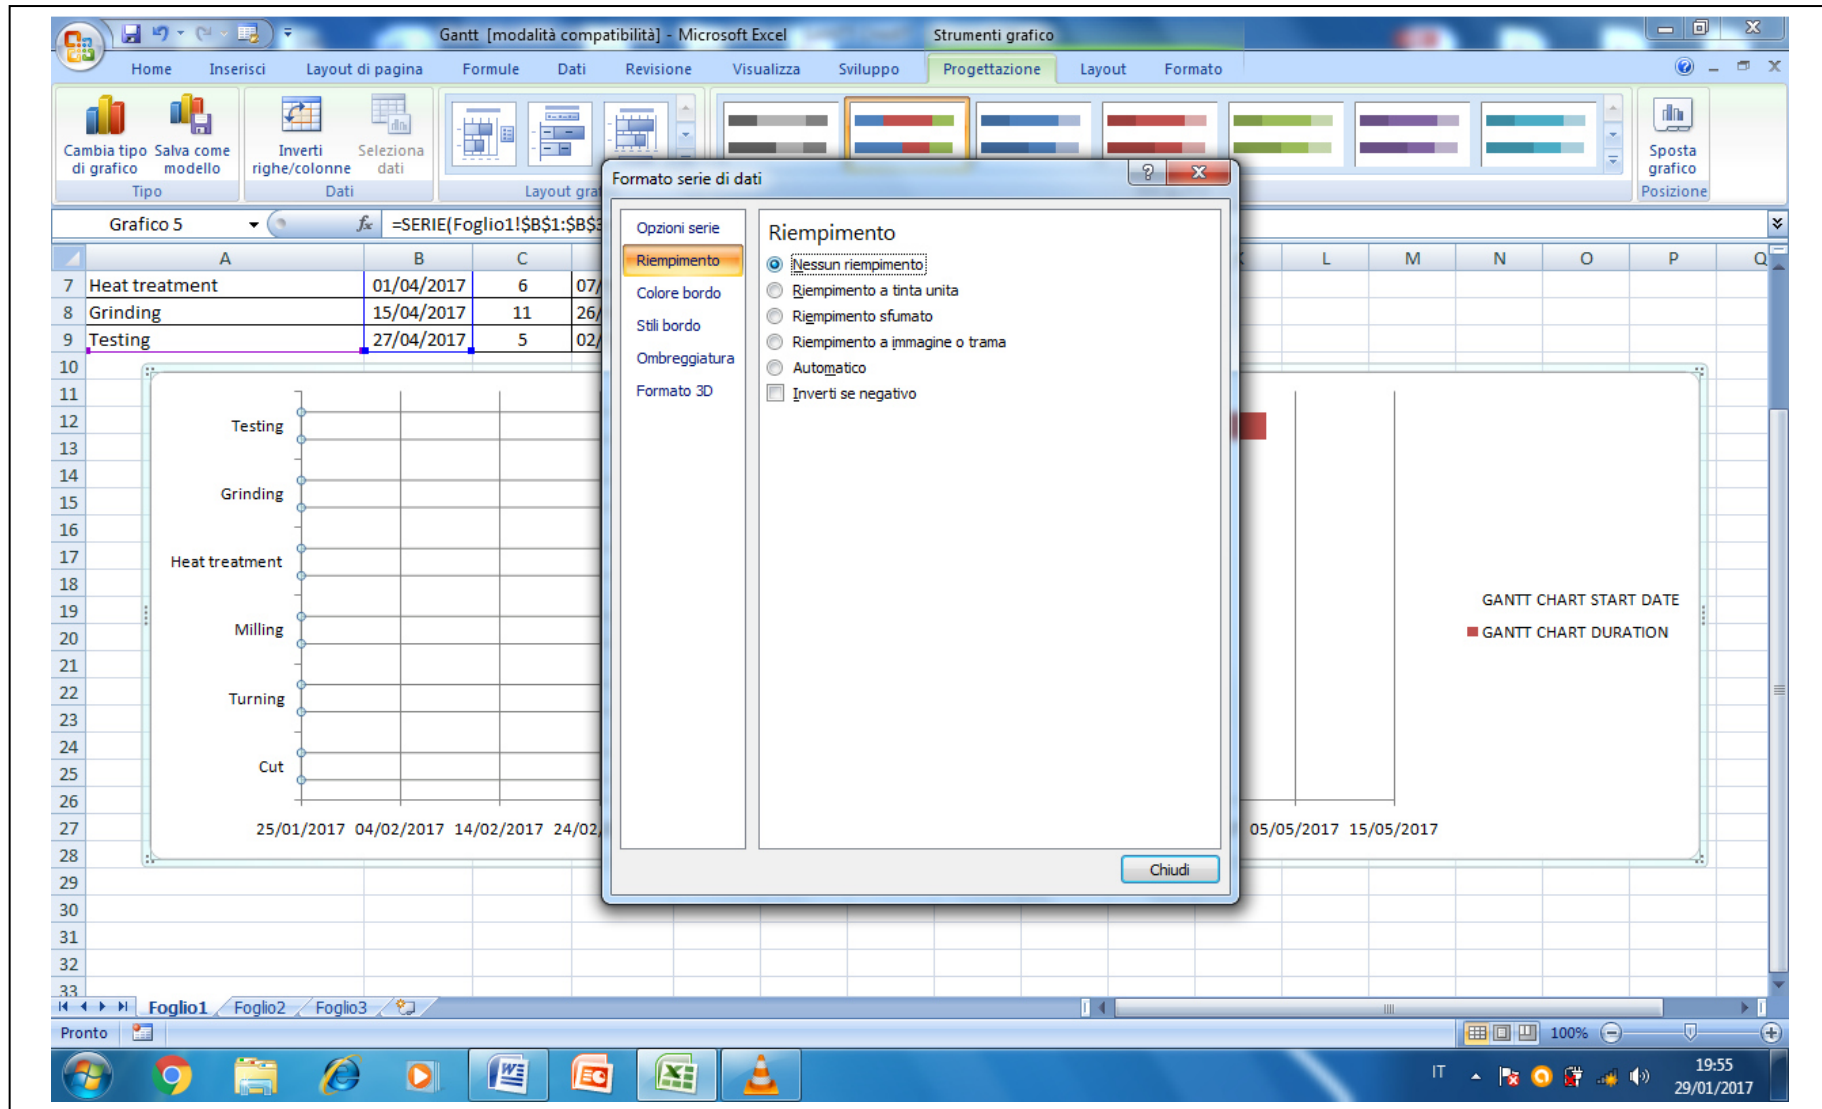 Gantt [modalità compatibilità] - Microsoft Excel
Strumenti grafico
Home Inserisci Layout di pagina Formule Dati Revisione Visualizza Sviluppo Progettazione Layout Formato
Cambia tipo di grafico
Salva come modello
Inverti righe/colonne
Seleziona dati
Sposta grafico
Tipo
Dati
Layout gra
Posizione
Grafico 5
fx =SERIE(Foglio1!$B$1:$B$
A B C L M N O P Q
7 Heat treatment 01/04/2017 6 07/
8 Grinding 15/04/2017 11 26/
9 Testing 27/04/2017 5 02/
10
11
12
13
14
15
16
17
18
19
20
21
22
23
24
25
26
27
28
29
30
31
32
33
Testing
Grinding
Heat treatment
Milling
Turning
Cut
25/01/2017 04/02/2017 14/02/2017 24/02/ 05/05/2017 15/05/2017
GANTT CHART START DATE
GANTT CHART DURATION
Formato serie di dati
Opzioni serie
Riempimento
Colore bordo
Stili bordo
Ombreggiatura
Formato 3D
Riempimento
Nessun riempimento
Riempimento a tinta unita
Riempimento sfumato
Riempimento a immagine o trama
Automatico
Inverti se negativo
Chiudi
Foglio1 Foglio2 Foglio3
Pronto
100%
IT
19:55
29/01/2017